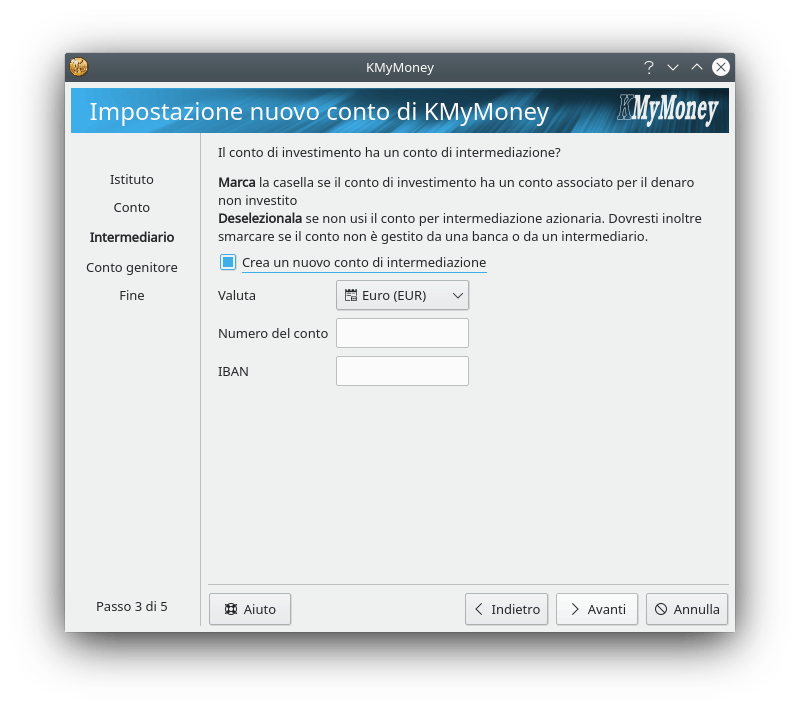 KMyMoney
Impostazione nuovo conto di KMyMoney
KMyMoney
Istituto
Conto
Intermediario
Conto genitore
Fine
Passo 3 di 5
Il conto di investimento ha un conto di intermediazione?
Marca la casella se il conto di investimento ha un conto associato per il denaro
non investito
Deselezionala se non usi il conto per intermediazione azionaria. Dovresti inoltre
smarcare se il conto non è gestito da una banca o da un intermediario.
Crea un nuovo conto di intermediazione
Valuta
Euro (EUR)
Numero del conto
IBAN
Aiuto
Indietro
Avanti
Annulla